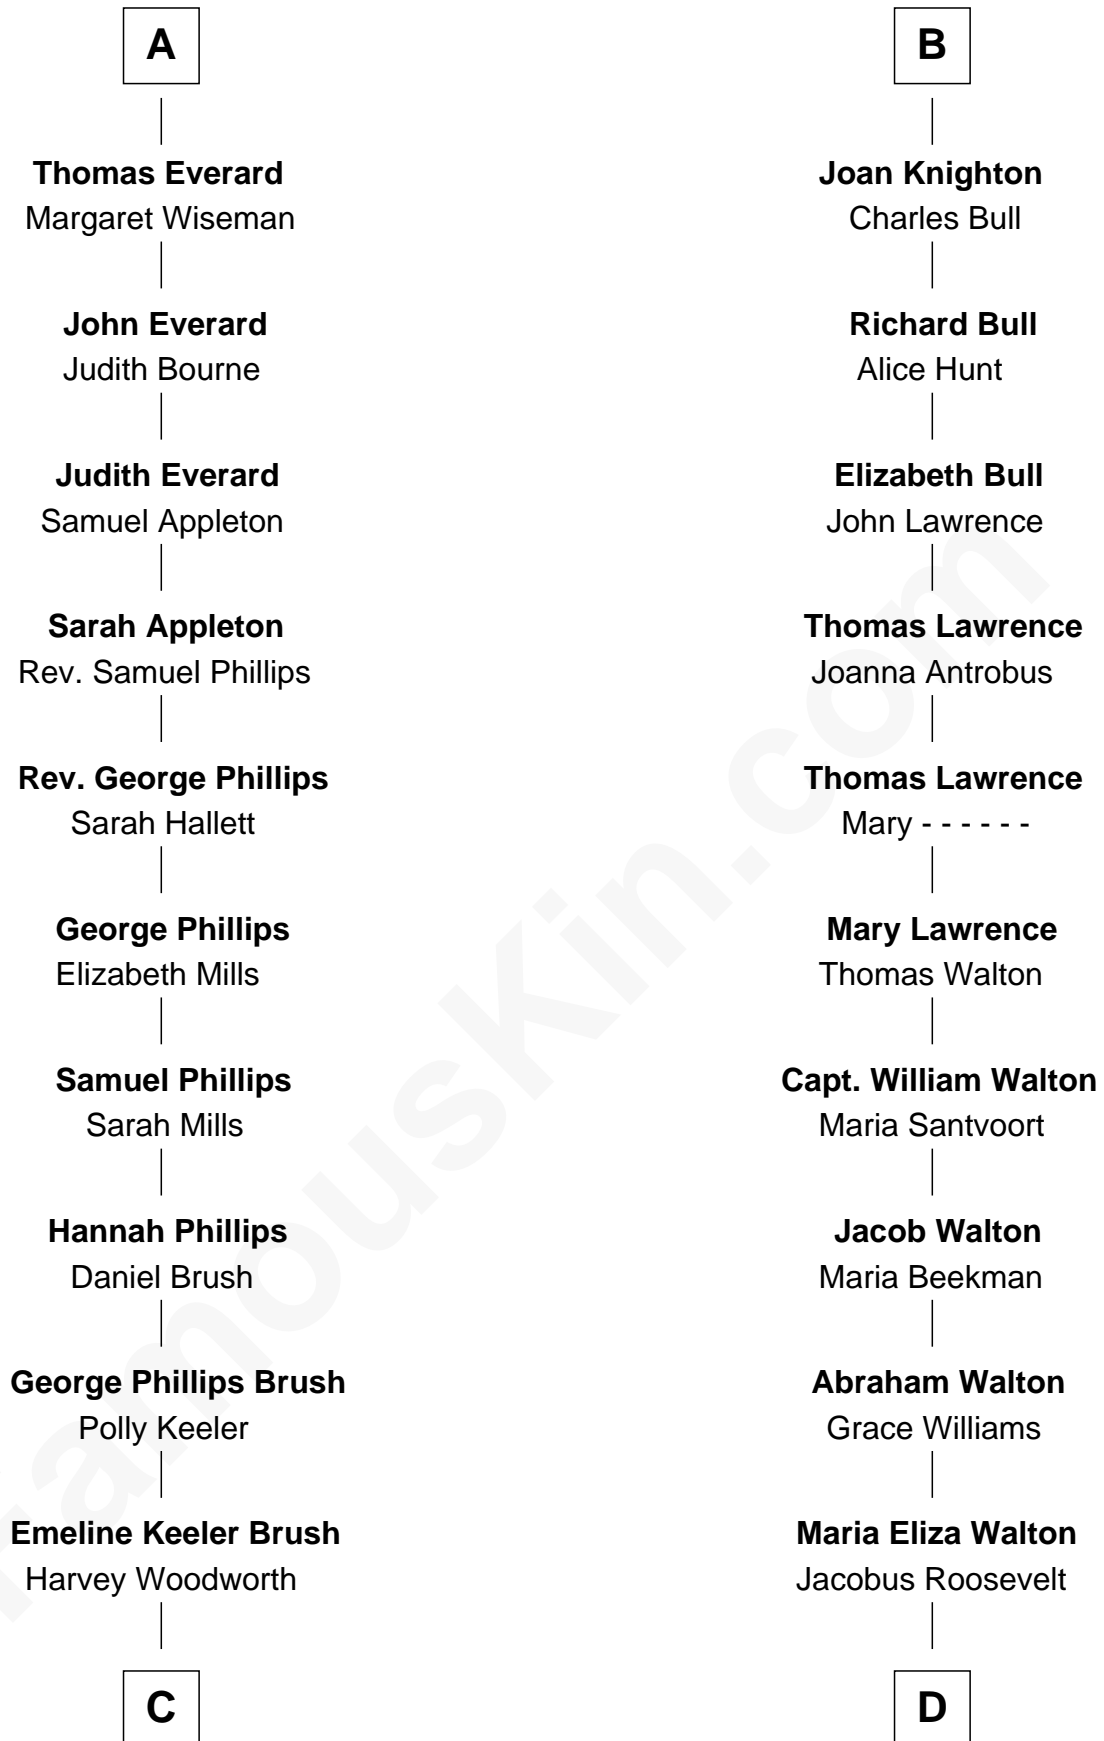 A
Thomas Everard
Margaret Wiseman
John Everard
Judith Bourne
Judith Everard
Samuel Appleton
Sarah Appleton
Rev. Samuel Phillips
Rev. George Phillips
Sarah Hallett
George Phillips
Elizabeth Mills
Samuel Phillips
Sarah Mills
Hannah Phillips
Daniel Brush
George Phillips Brush
Polly Keeler
Emeline Keeler Brush
Harvey Woodworth
C
B
Joan Knighton
Charles Bull
Richard Bull
Alice Hunt
Elizabeth Bull
John Lawrence
Thomas Lawrence
Joanna Antrobus
Thomas Lawrence
Mary - - - - - -
Mary Lawrence
Thomas Walton
Capt. William Walton
Maria Santvoort
Jacob Walton
Maria Beekman
Abraham Walton
Grace Williams
Maria Eliza Walton
Jacobus Roosevelt
D
FamousKin.com